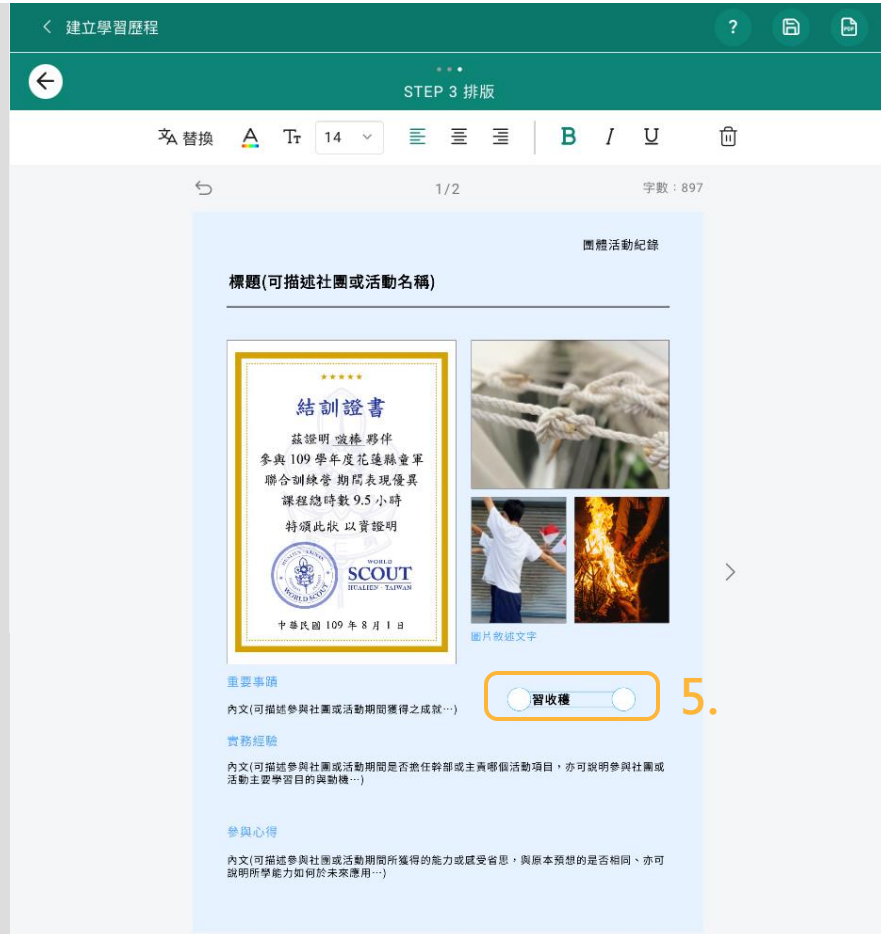 建立學習歷程
?
PDF
STEP 3 排版
替換
A
TT
14
B
I
U
1/2
字數:897
團體活動紀錄
標題(可描述社團或活動名稱)
★★★★★
結訓證書
茲證明 啵棒 夥伴
參與 109 學年度花蓮縣童軍
聯合訓練營 期間表現優異
課程總時數 9.5 小時
特頒此狀 以資證明
WORLD
SCOUT
HUALIEN · TAIWAN
WORLD SCOUT
中華民國 109 年 8 月 1 日
圖片敘述文字
重要事蹟
內文(可描述參與社團或活動期間獲得之成就…)
習收穫
5.
實務經驗
內文(可描述參與社團或活動期間是否擔任幹部或主責哪個活動項目,亦可說明參與社團或
活動主要學習目的與動機…)
參與心得
內文(可描述參與社團或活動期間所獲得的能力或感受省思,與原本預想的是否相同、亦可
說明所學能力如何於未來應用…)